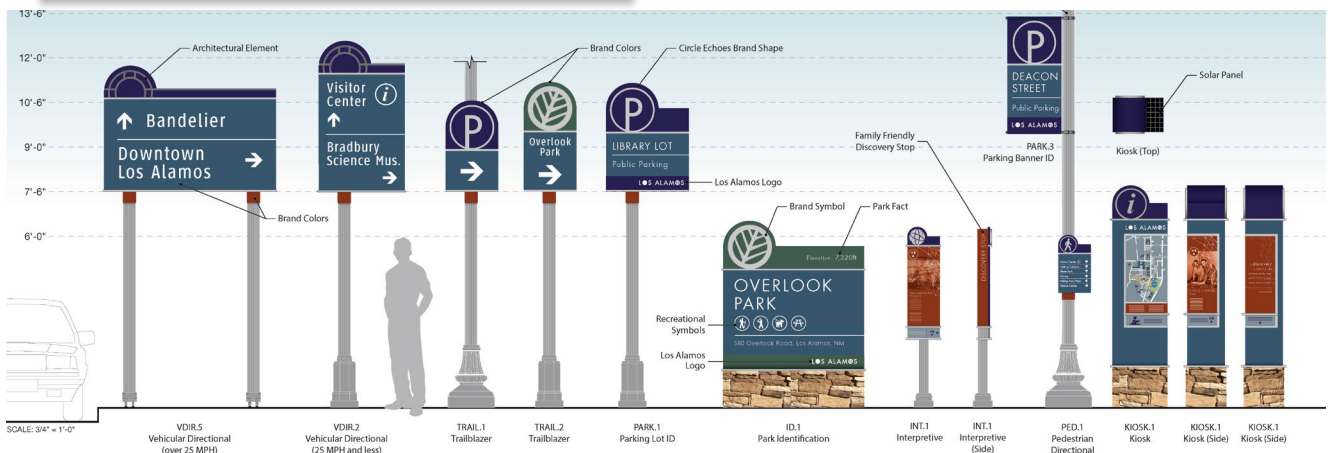 13'-6"
12'-0"
10'-6"
9'-0"
7'-6"
6'-0"
SCALE: 3/4" = 1'-0"
Architectural Element
Bandelier
Downtown
Los Alamos
Brand Colors
VDIR.5
Vehicular Directional
(over 25 MPH)
Visitor
Center i
Bradbury
Science Mus.
VDIR.2
Vehicular Directional
(25 MPH and less)
Brand Colors
P
TRAIL.1
Trailblazer
Overlook
Park
TRAIL.2
Trailblazer
Circle Echoes Brand Shape
P
LIBRARY LOT
Public Parking
LOS ALAMOS
Los Alamos Logo
PARK.1
Parking Lot ID
Brand Symbol
Park Fact
Elevation: 7,320ft
OVERLOOK
PARK
580 Overlook Road, Los Alamos, NM
LOS ALAMOS
Recreational
Symbols
Los Alamos
Logo
ID.1
Park Identification
Family Friendly
Discovery Stop
INT.1
Interpretive
DISCOVERY
INT.1
Interpretive
(Side)
P
DEACON
STREET
Public Parking
LOS ALAMOS
PARK.3
Parking Banner ID
PED.1
Pedestrian
Directional
Solar Panel
Kiosk (Top)
i
LOS ALAMOS
KIOSK.1
Kiosk
KIOSK.1
Kiosk (Side)
discovery
KIOSK.1
Kiosk (Side)